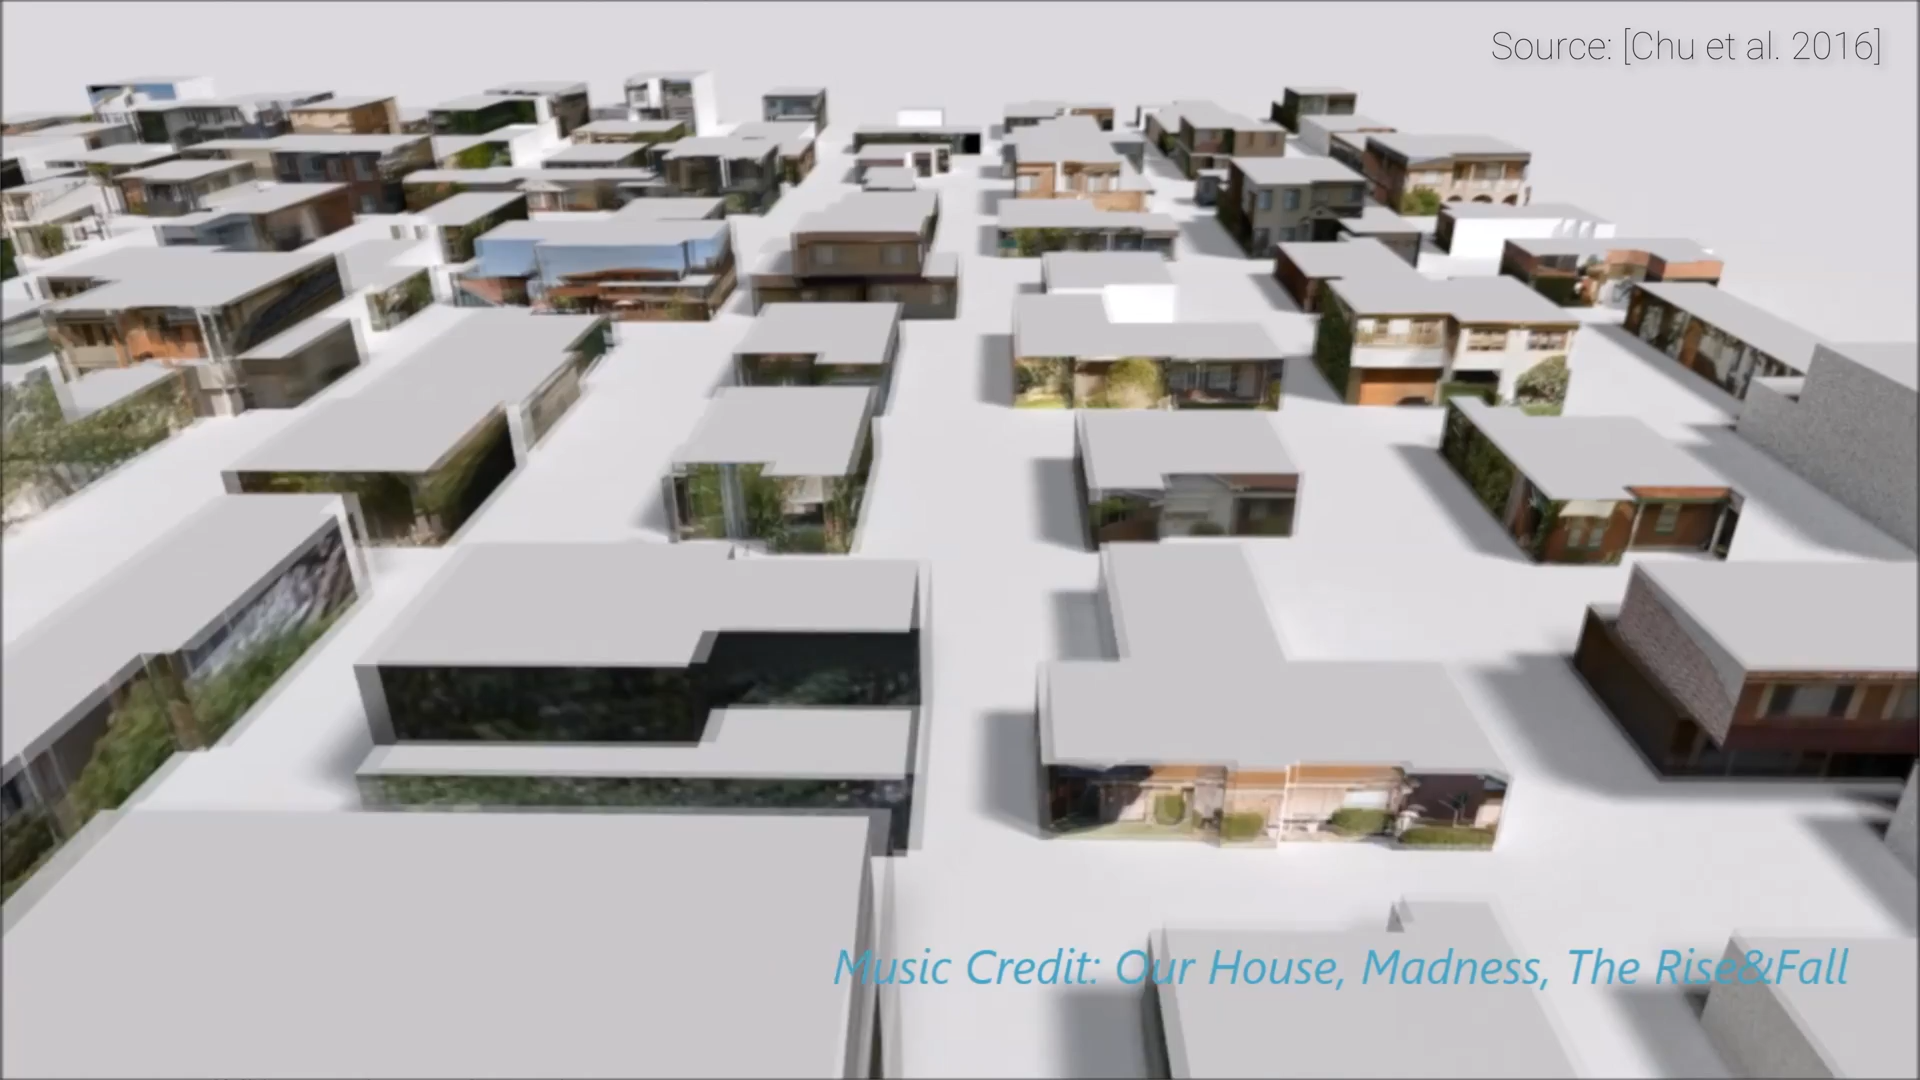 Source: [Chu et al. 2016]
Music Credit: Our House, Madness, The Rise&Fall